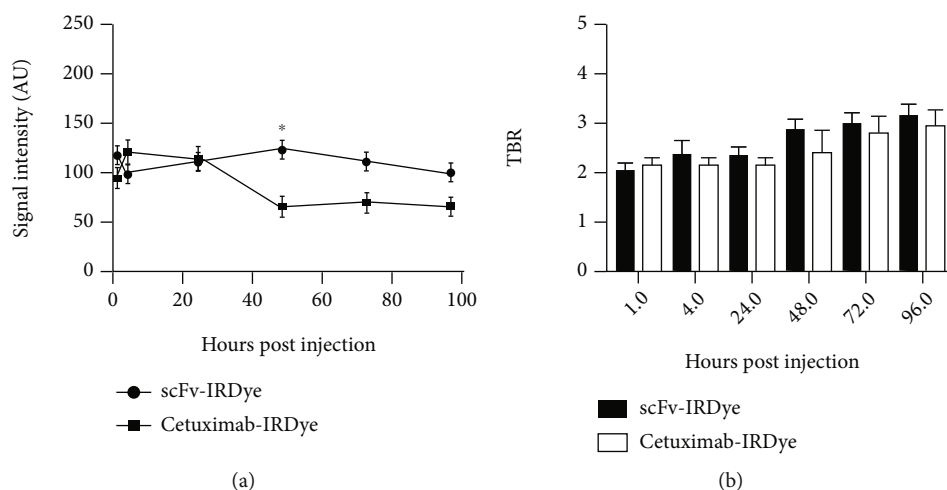 250
200
150
100
50
0
Signal intensity (AU)
*
0 20 40 60 80 100
Hours post injection
scFv-IRDye
Cetuximab-IRDye
(a)
5
4
3
2
1
0
TBR
1.0 4.0 24.0 48.0 72.0 96.0
Hours post injection
scFv-IRDye
Cetuximab-IRDye
(b)